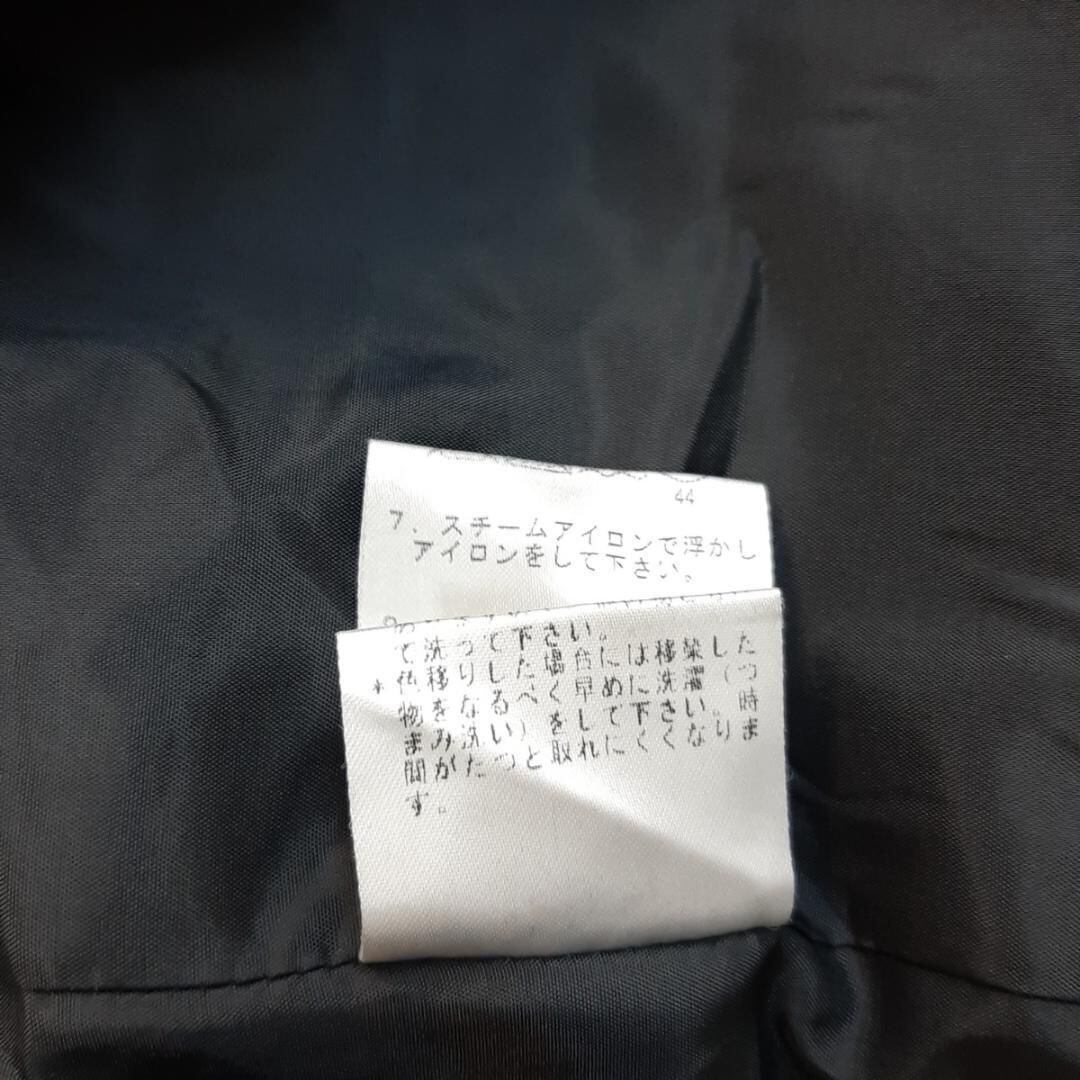 44
7．スチームアイロンで浮かし
アイロンをして下さい。
て洗って下さい。
＊色移りした場合には移染した
物をなるべく早めに洗濯(つ
まみ洗い)をして下さい。時
間がたつと取れにくくなりま
す。